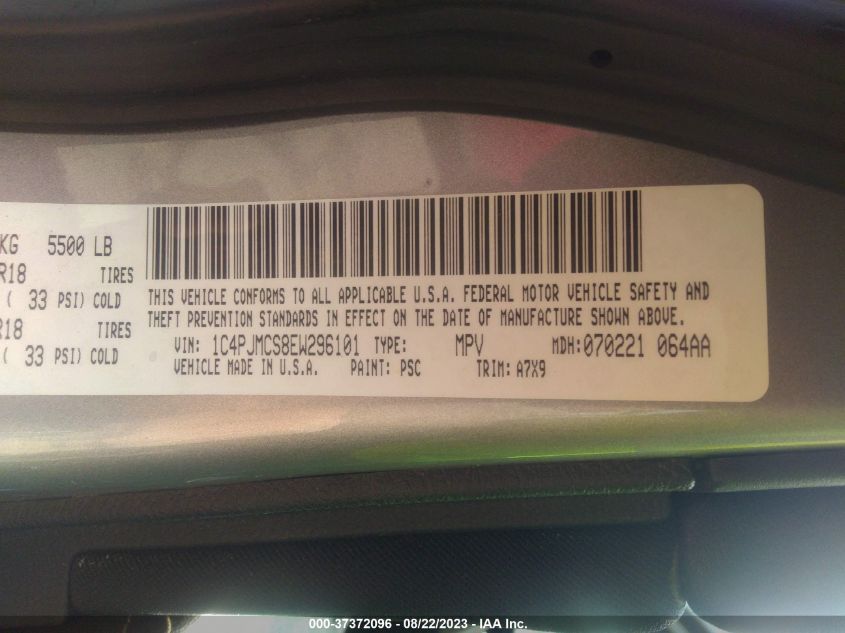 KG 5500 LB
R18 TIRES
( 33 PSI) COLD
R18 TIRES
( 33 PSI) COLD
THIS VEHICLE CONFORMS TO ALL APPLICABLE U.S.A. FEDERAL MOTOR VEHICLE SAFETY AND
THEFT PREVENTION STANDARDS IN EFFECT ON THE DATE OF MANUFACTURE SHOWN ABOVE.
VIN: 1C4PJMCS8EW296101 TYPE: MPV MDH:070221 064AA
VEHICLE MADE IN U.S.A. PAINT: PSC TRIM: A7X9
000-37372096 - 08/22/2023 - IAA Inc.